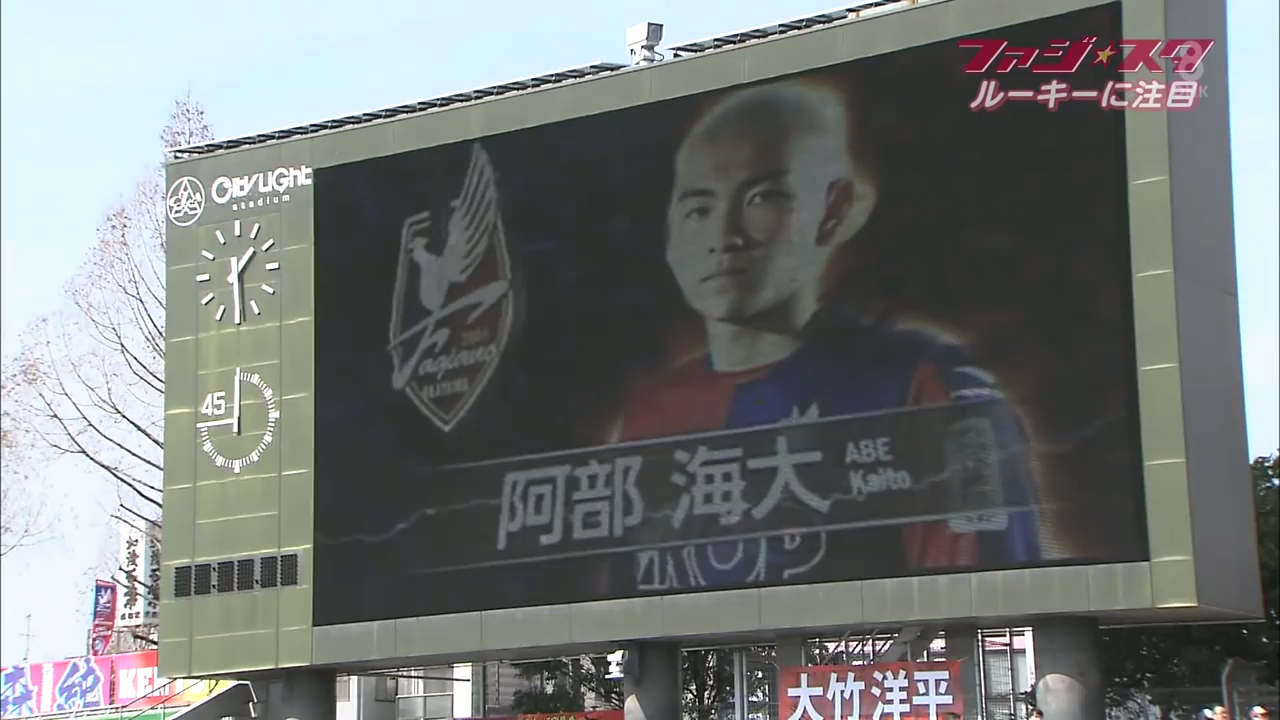 ファジ★スタ
ルーキーに注目
City Light
stadium
45
Fagiano
阿部 海大
ABE
Kaito
大竹洋平